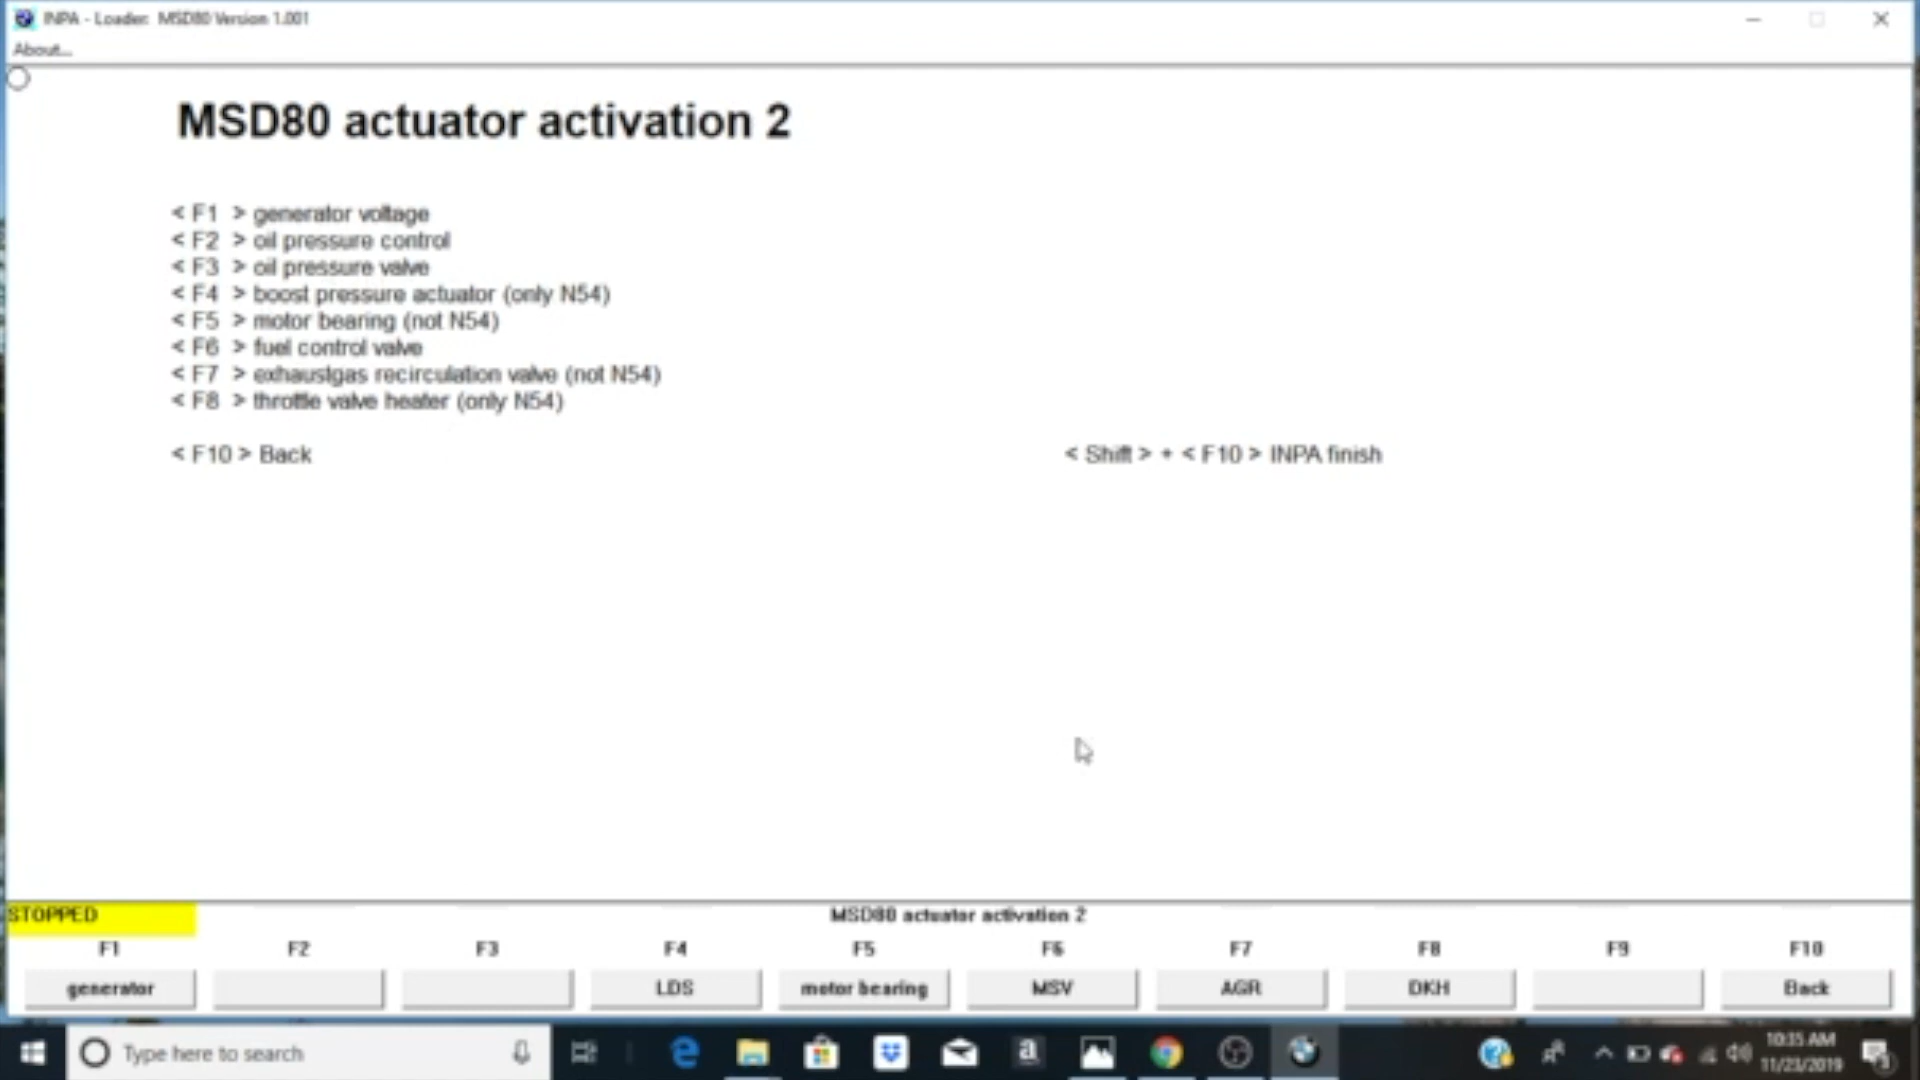 INPA - Loader: MSD80 Version 1.001
About...
MSD80 actuator activation 2
< F1 > generator voltage
< F2 > oil pressure control
< F3 > oil pressure valve
< F4 > boost pressure actuator (only N54)
< F5 > motor bearing (not N54)
< F6 > fuel control valve
< F7 > exhaustgas recirculation valve (not N54)
< F8 > throttle valve heater (only N54)
< F10 > Back
< Shift > + < F10 > INPA finish
STOPPED
MSD80 actuator activation 2
F1 F2 F3 F4 F5 F6 F7 F8 F9 F10
generator LDS motor bearing MSV AGR DKH Back
Type here to search
a
10:35 AM
11/23/2019